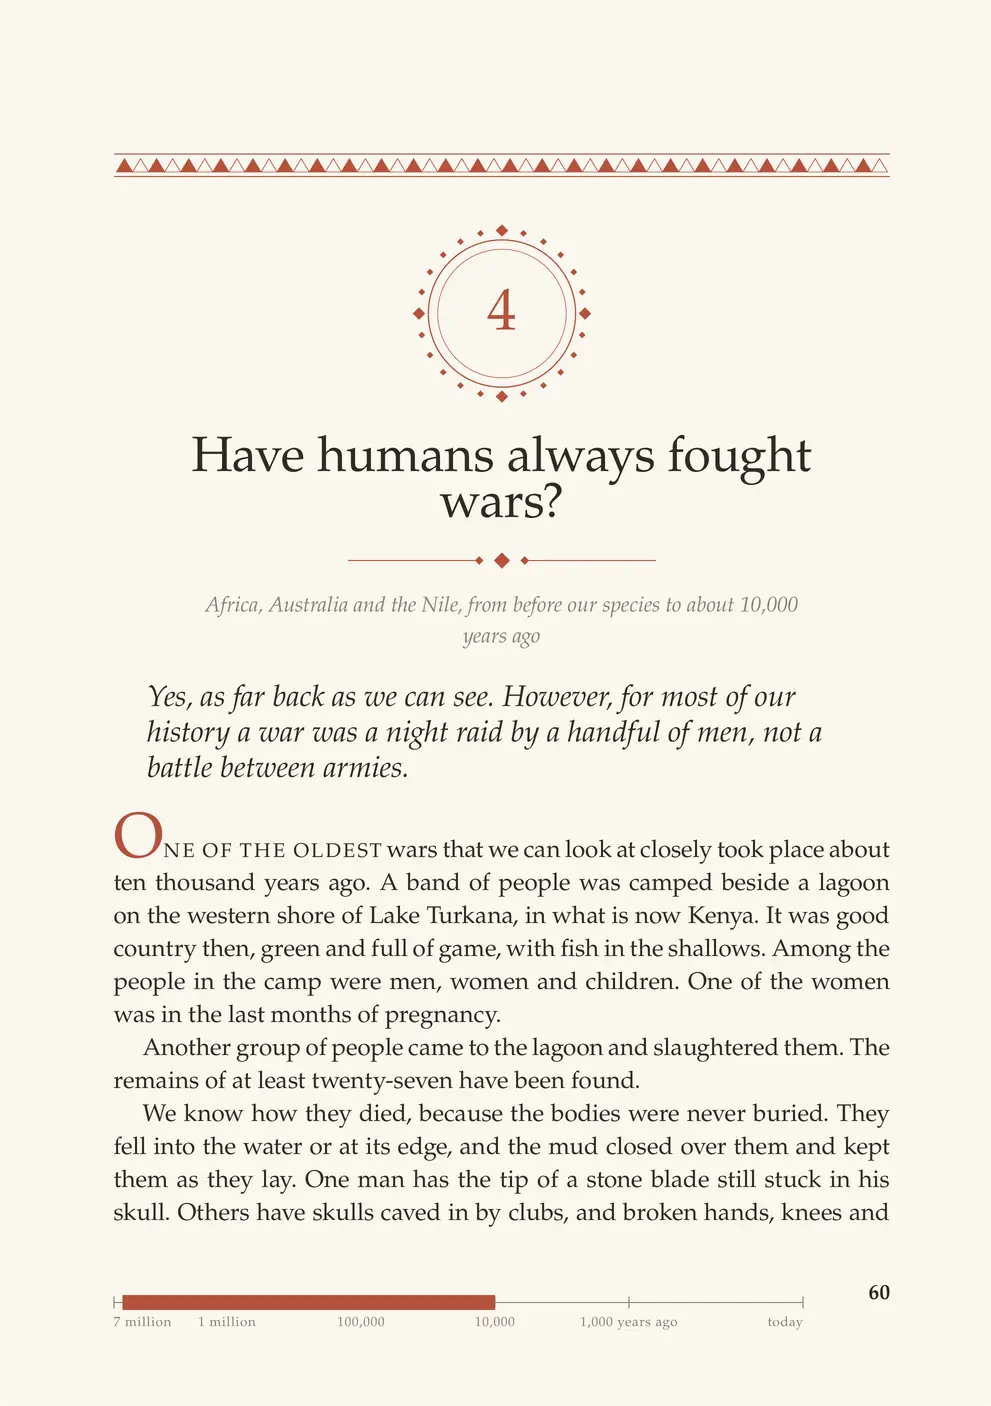 4
Have humans always fought
wars?
Africa, Australia and the Nile, from before our species to about 10,000
years ago
Yes, as far back as we can see. However, for most of our
history a war was a night raid by a handful of men, not a
battle between armies.
ONE OF THE OLDEST wars that we can look at closely took place about
ten thousand years ago. A band of people was camped beside a lagoon
on the western shore of Lake Turkana, in what is now Kenya. It was good
country then, green and full of game, with fish in the shallows. Among the
people in the camp were men, women and children. One of the women
was in the last months of pregnancy.
Another group of people came to the lagoon and slaughtered them. The
remains of at least twenty-seven have been found.
We know how they died, because the bodies were never buried. They
fell into the water or at its edge, and the mud closed over them and kept
them as they lay. One man has the tip of a stone blade still stuck in his
skull. Others have skulls caved in by clubs, and broken hands, knees and
60
7 million 1 million 100,000 10,000 1,000 years ago today